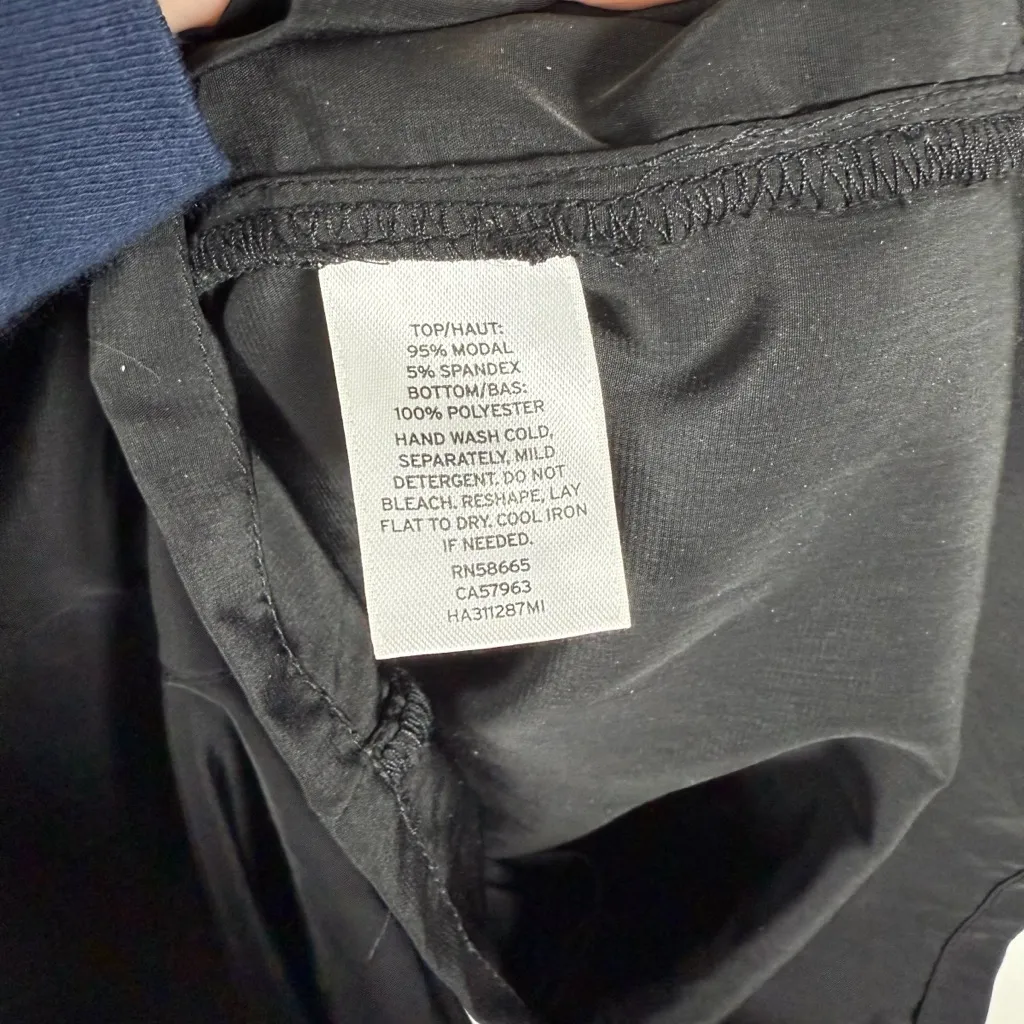 TOP/HAUT:
95% MODAL
5% SPANDEX
BOTTOM/BAS:
100% POLYESTER
HAND WASH COLD,
SEPARATELY, MILD
DETERGENT. DO NOT
BLEACH. RESHAPE, LAY
FLAT TO DRY. COOL IRON
IF NEEDED.
RN58665
CA57963
HA311287MI